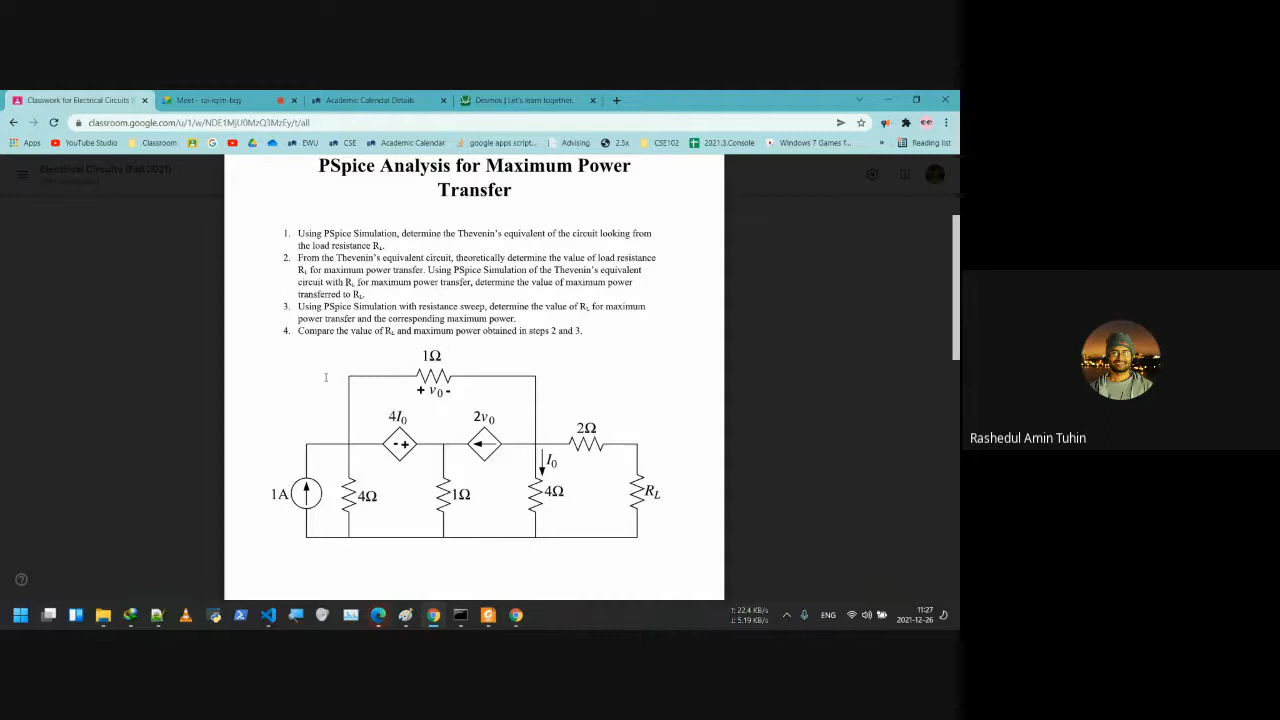 Classwork for Electrical Circuits (
Meet - cai-iqim-bqy
Academic Calendar Details
Desmos | Let's learn together.
classroom.google.com/u/1/w/NDE1MjU0MzQ3MzEy/t/all
Apps
YouTube Studio
Classroom
EWU
CSE
Academic Calendar
google apps script...
Advising
2.5x
CSE102
2021.3.Console
Windows 7 Games f...
»
Reading list
Electrical Circuits (Fall 2021)
PSpice Analysis for Maximum Power
Transfer
1. Using PSpice Simulation, determine the Thevenin's equivalent of the circuit looking from
the load resistance RL.
2. From the Thevenin's equivalent circuit, theoretically determine the value of load resistance
RL for maximum power transfer. Using PSpice Simulation of the Thevenin's equivalent
circuit with RL for maximum power transfer, determine the value of maximum power
transferred to RL.
3. Using PSpice Simulation with resistance sweep, determine the value of RL for maximum
power transfer and the corresponding maximum power.
4. Compare the value of RL and maximum power obtained in steps 2 and 3.
1Ω
+ v0 -
4I0
2v0
2Ω
- +
I0
1A
4Ω
1Ω
4Ω
RL
Rashedul Amin Tuhin
: 22.4 KB/s
: 5.19 KB/s
ENG
11:27
2021-12-26